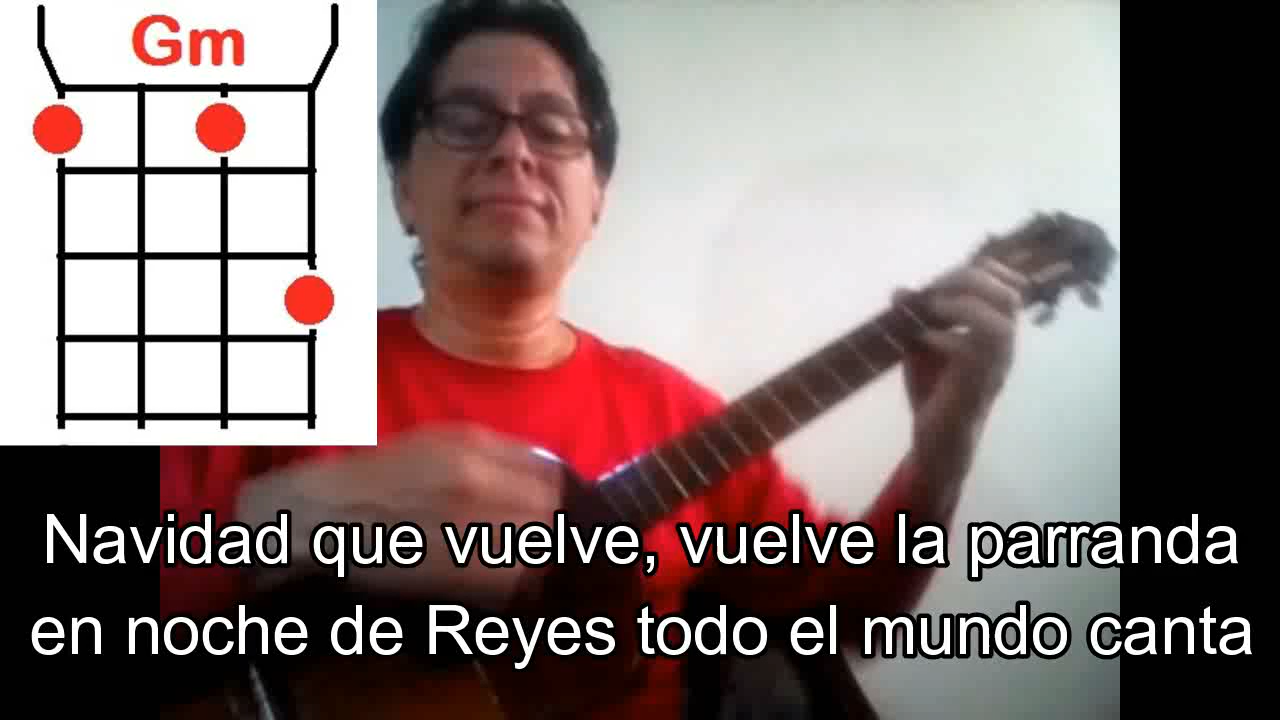 Gm
Navidad que vuelve, vuelve la parranda
en noche de Reyes todo el mundo canta